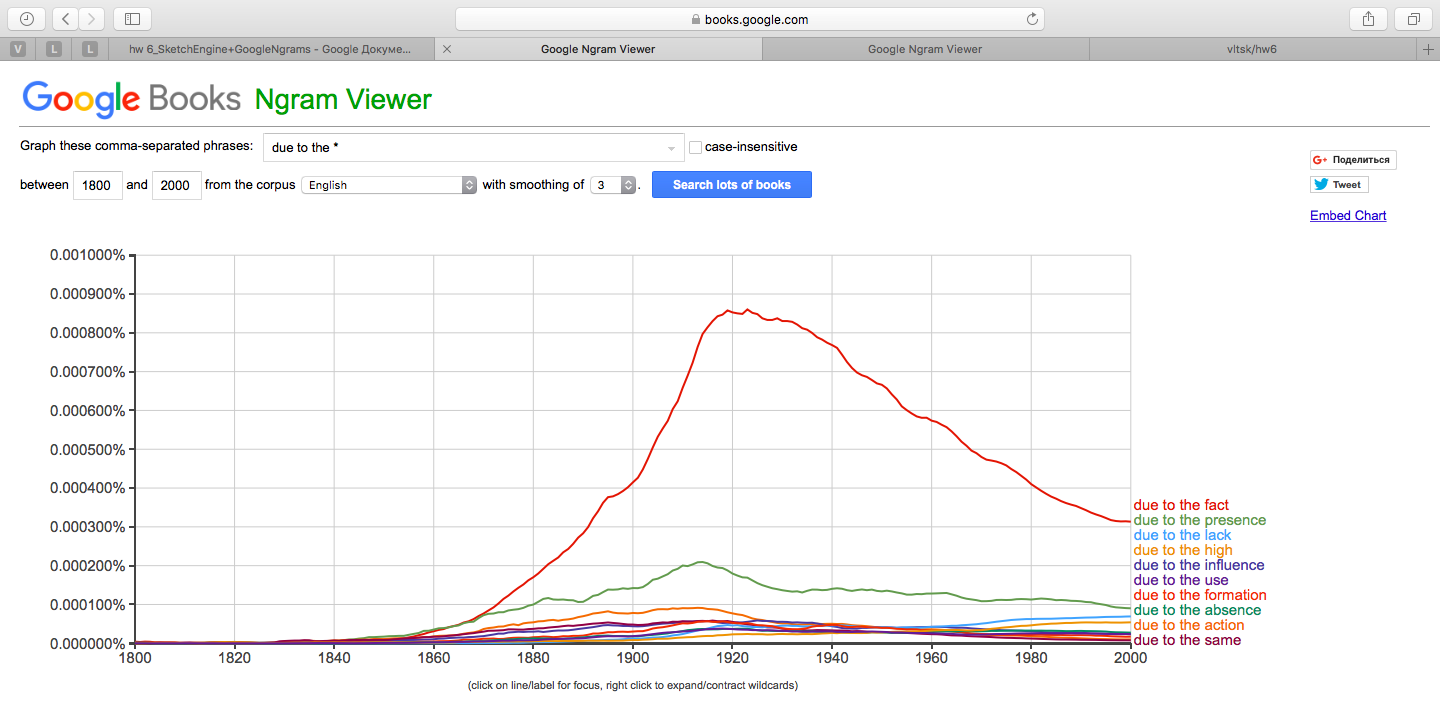 books.google.com
V L L hw 6_SketchEngine+GoogleNgrams - Google Докуме... Google Ngram Viewer Google Ngram Viewer vltsk/hw6
Google Books Ngram Viewer
Graph these comma-separated phrases: due to the * case-insensitive
between 1800 and 2000 from the corpus English with smoothing of 3 . Search lots of books
G+ Поделиться
Tweet
Embed Chart
0.001000%
0.000900%
0.000800%
0.000700%
0.000600%
0.000500%
0.000400%
0.000300%
0.000200%
0.000100%
0.000000%
due to the fact
due to the presence
due to the lack
due to the high
due to the influence
due to the use
due to the formation
due to the absence
due to the action
due to the same
1800 1820 1840 1860 1880 1900 1920 1940 1960 1980 2000
(click on line/label for focus, right click to expand/contract wildcards)